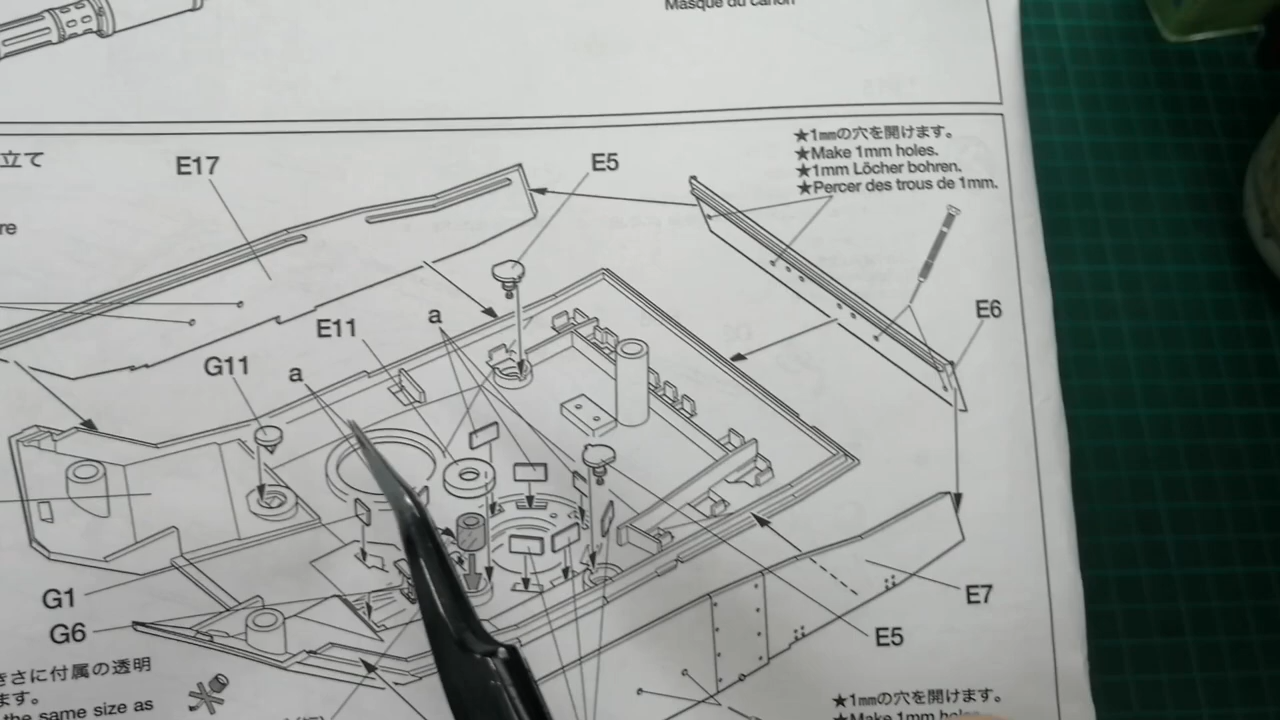 Masque du canon
立て
E17
E5
★1mmの穴を開けます。
★Make 1mm holes.
★1mm Löcher bohren.
★Percer des trous de 1mm.
re
E11
a
E6
G11
a
G1
G6
E7
E5
きさに付属の透明
ます。
the same size as
★1mmの穴を開けます。
★Make 1mm